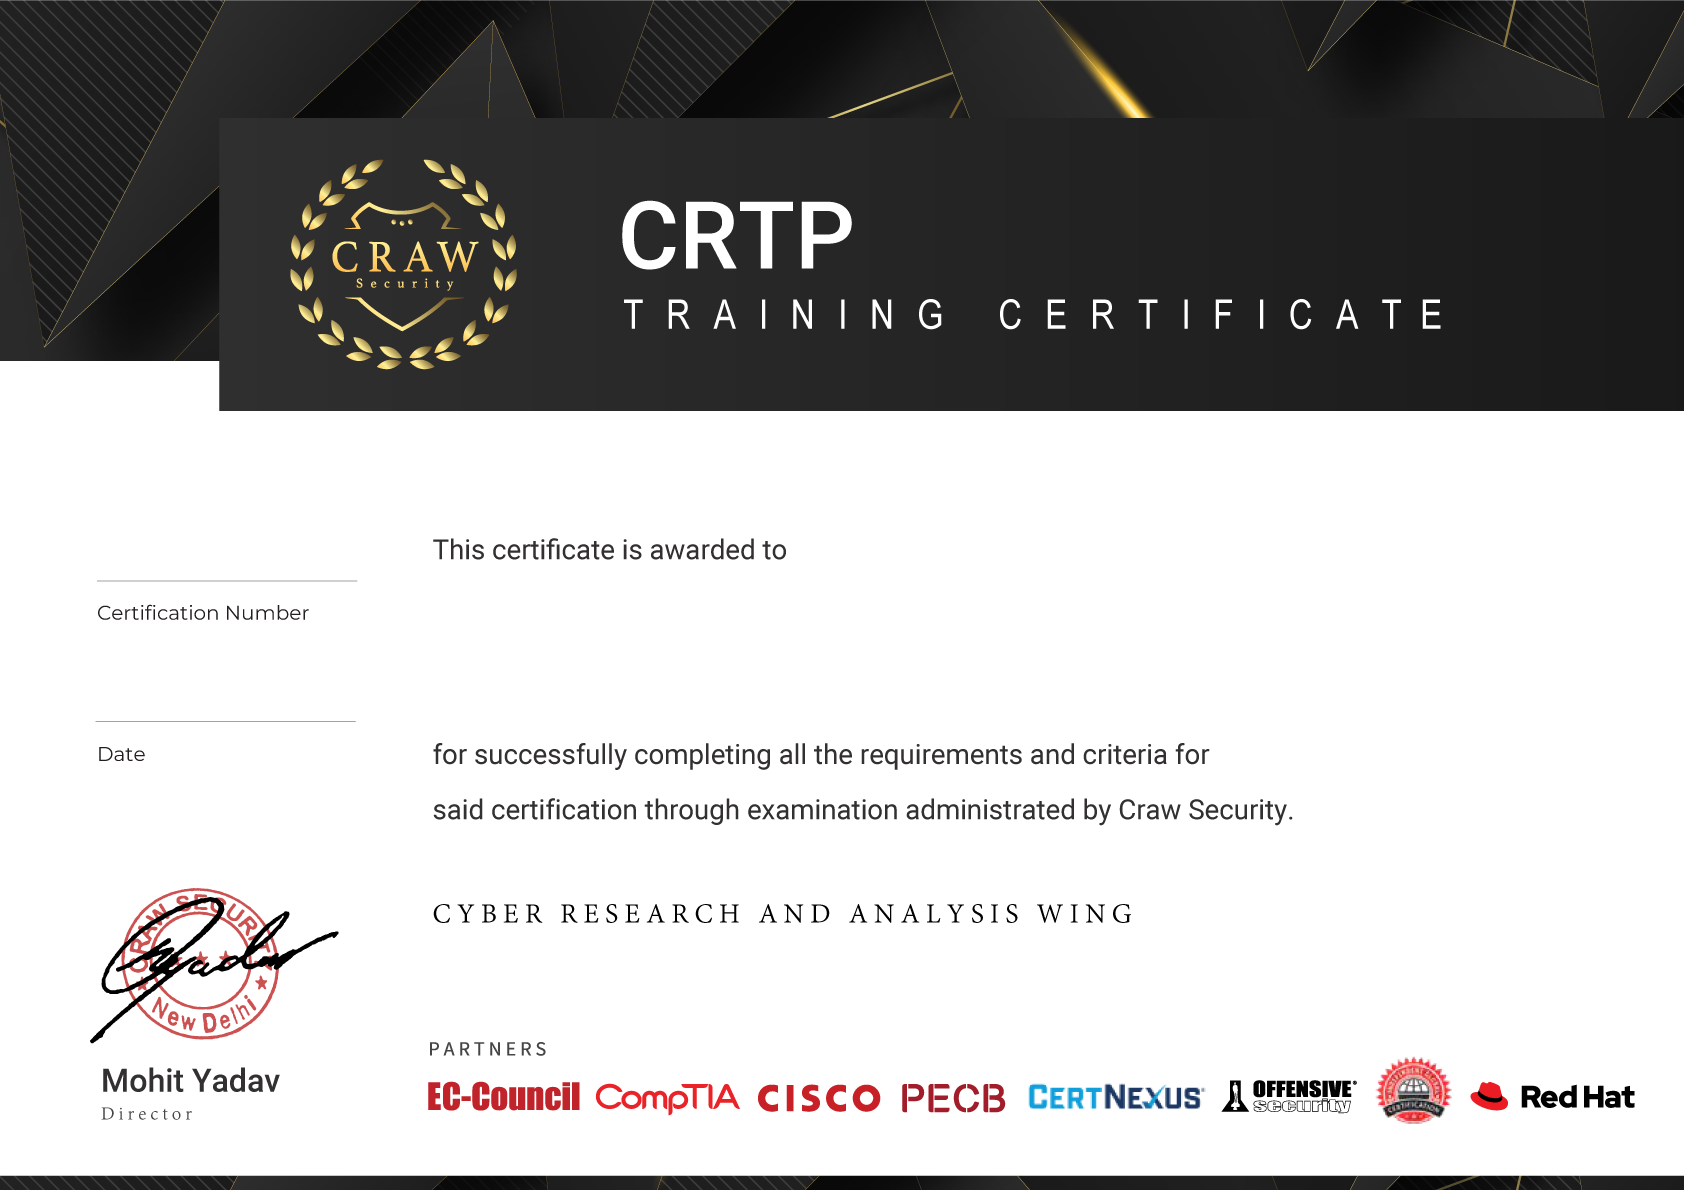 CRAW
Security
CRTP
TRAINING CERTIFICATE
This certificate is awarded to
Certification Number
Date
for successfully completing all the requirements and criteria for
said certification through examination administrated by Craw Security.
CYBER RESEARCH AND ANALYSIS WING
CRAW SECURITY
New Delhi
Mohit Yadav
Director
PARTNERS
EC-Council CompTIA CISCO PECB CERTNEXUS OFFENSIVE security CERTIFICATION Red Hat